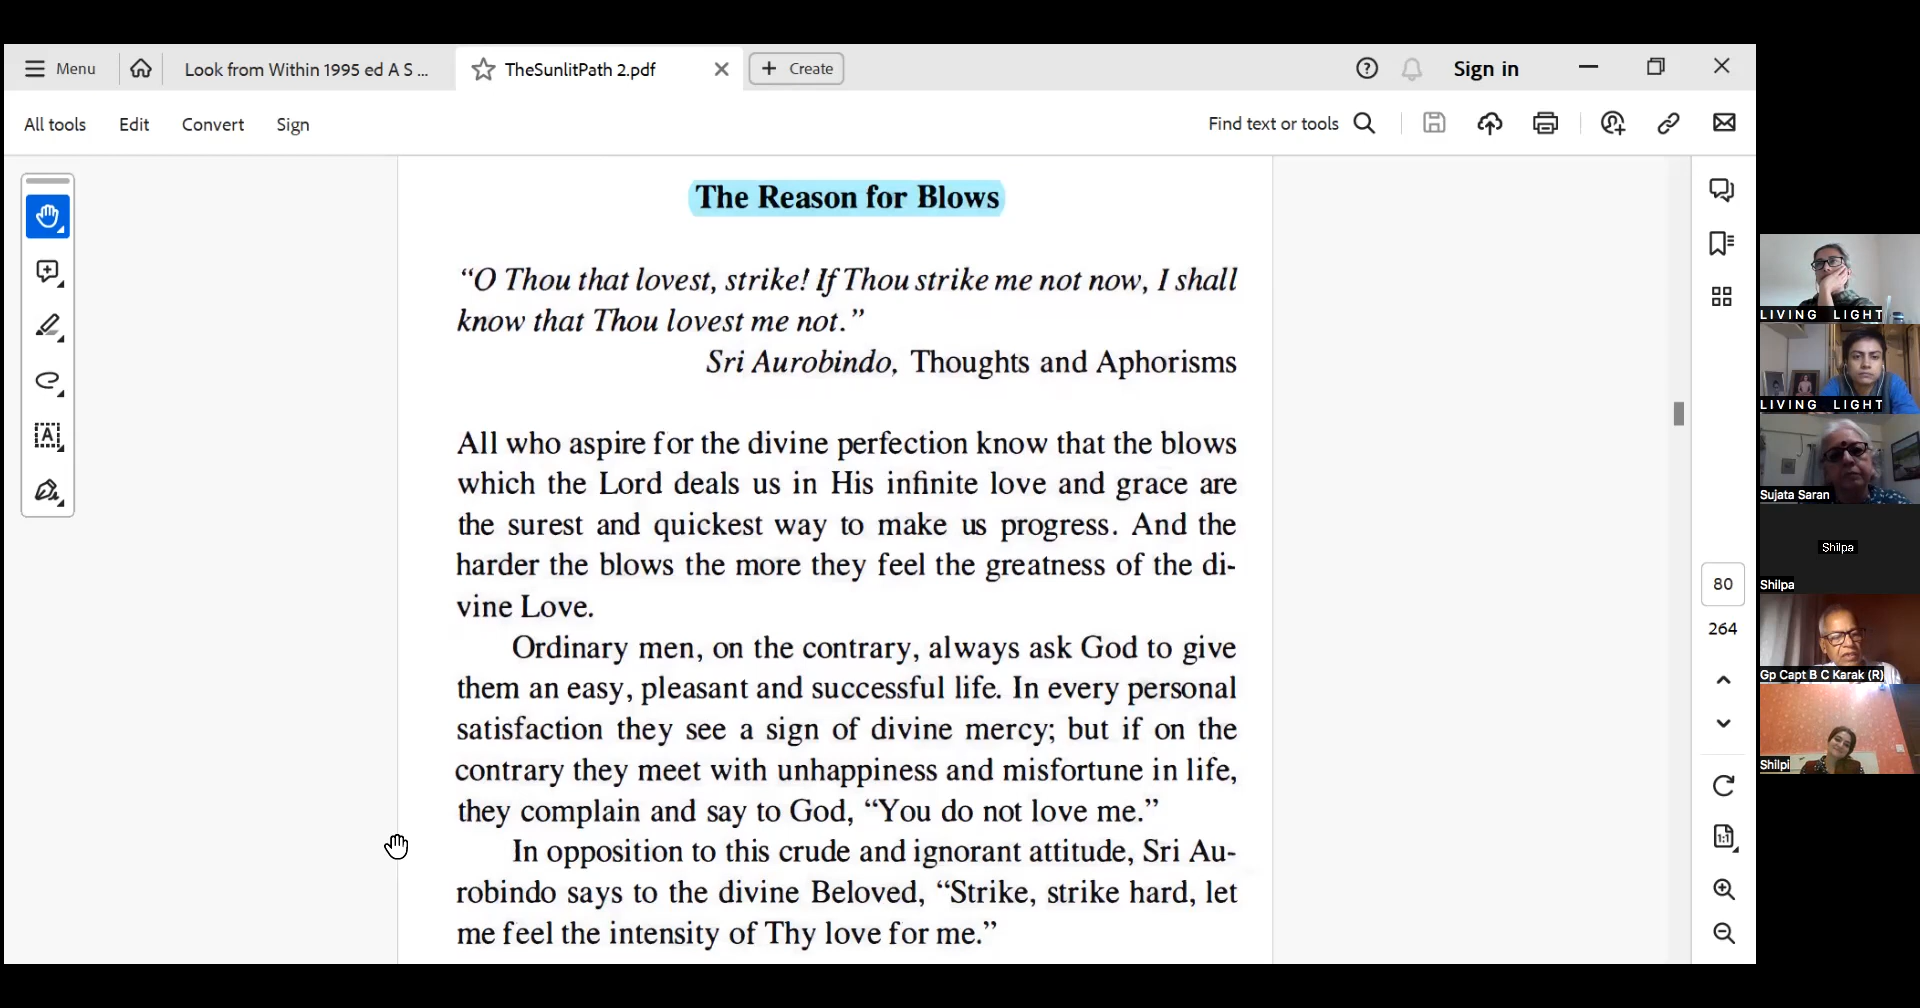 Menu
Look from Within 1995 ed A S ...
TheSunlitPath 2.pdf
Create
Sign in
All tools
Edit
Convert
Sign
Find text or tools
The Reason for Blows
“O Thou that lovest, strike! If Thou strike me not now, I shall
know that Thou lovest me not.”
Sri Aurobindo, Thoughts and Aphorisms
All who aspire for the divine perfection know that the blows
which the Lord deals us in His infinite love and grace are
the surest and quickest way to make us progress. And the
harder the blows the more they feel the greatness of the di-
vine Love.
Ordinary men, on the contrary, always ask God to give
them an easy, pleasant and successful life. In every personal
satisfaction they see a sign of divine mercy; but if on the
contrary they meet with unhappiness and misfortune in life,
they complain and say to God, “You do not love me.”
In opposition to this crude and ignorant attitude, Sri Au-
robindo says to the divine Beloved, “Strike, strike hard, let
me feel the intensity of Thy love for me.”
80
264
1:1
LIVING LIGHT
LIVING LIGHT
Sujata Saran
Shilpa
Shilpa
Gp Capt B C Karak (R)
Shilpi